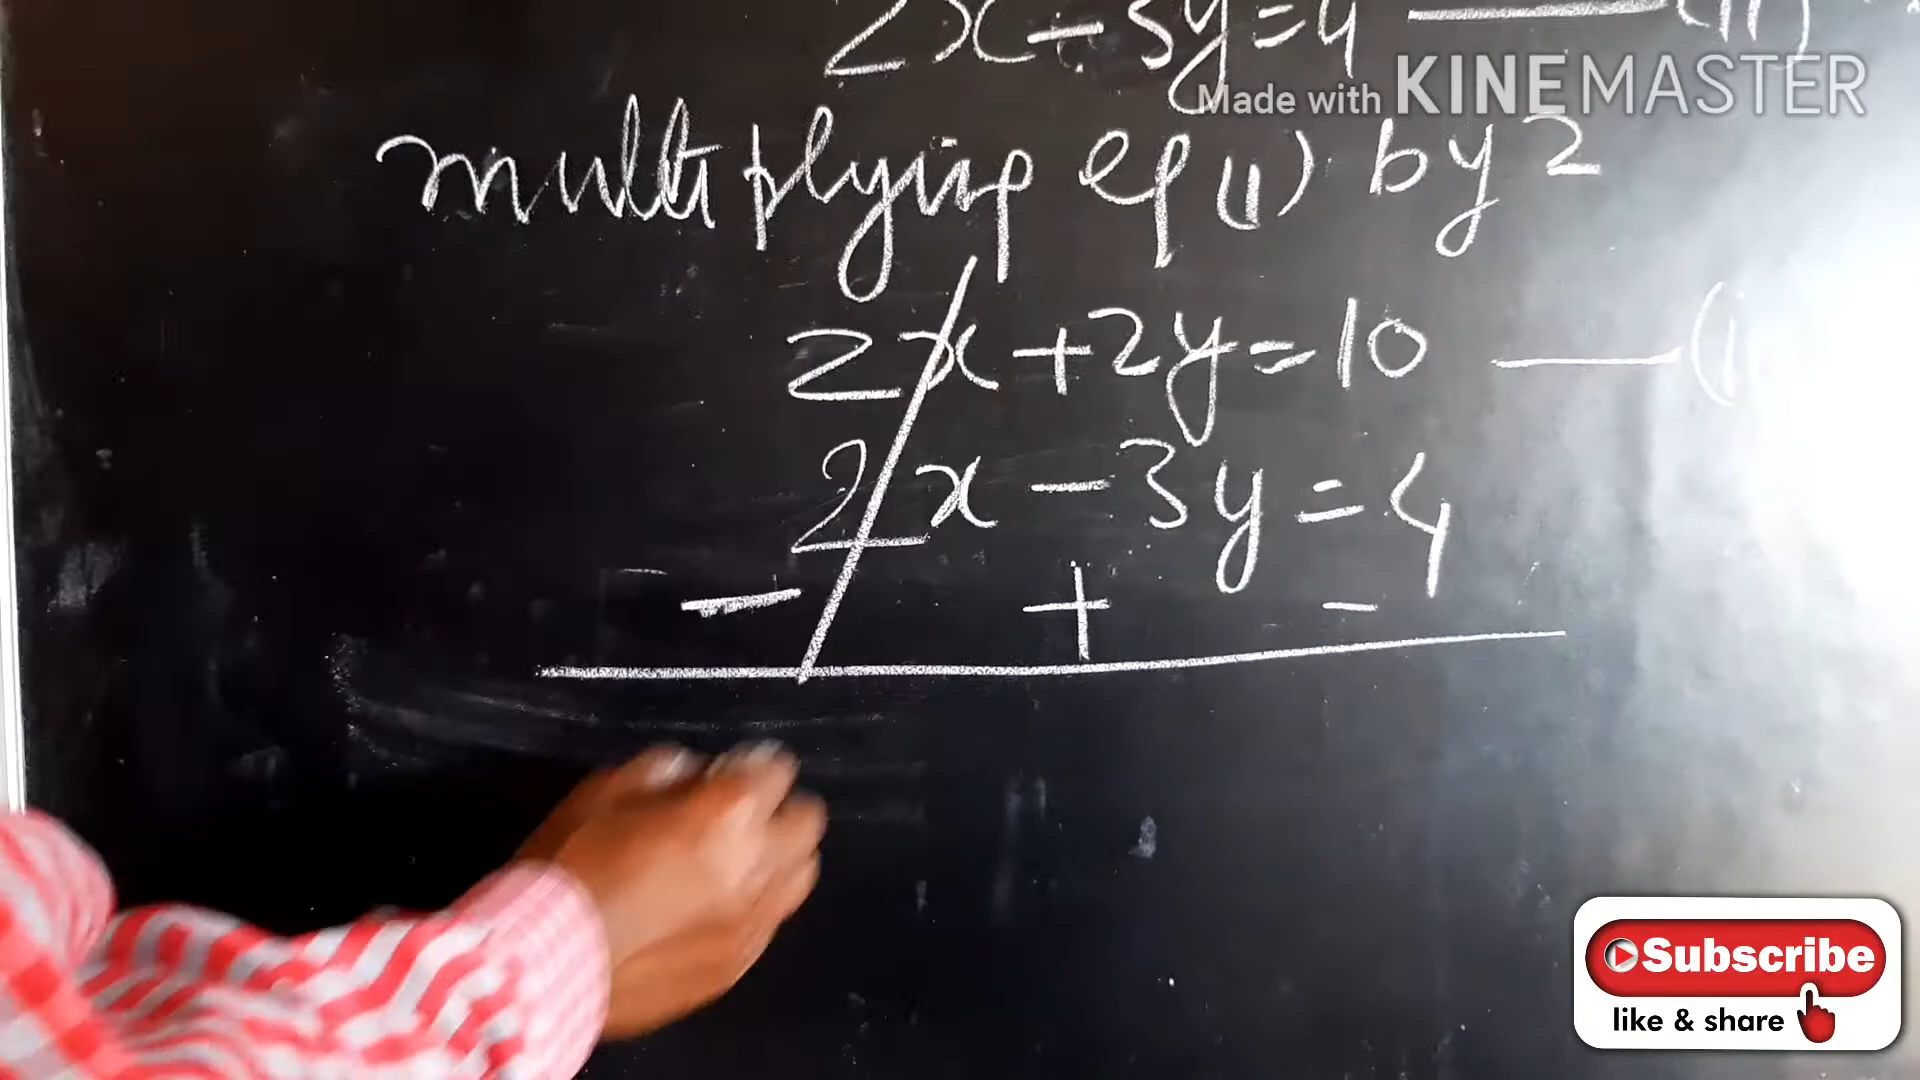 2x - 3y = 4 —— (11)
Made with KINEMASTER
multiplying eq (1) by 2
2x + 2y = 10 ——
2x - 3y = 4
- + -
Subscribe
like & share